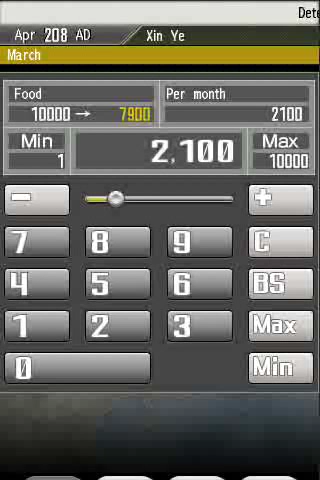 Dete
Apr 208 AD Xin Ye
March
Food Per month
10000 → 7900 2100
Min 2,100 Max
1 10000
− +
7 8 9 C
4 5 6 BS
1 2 3 Max
0 Min